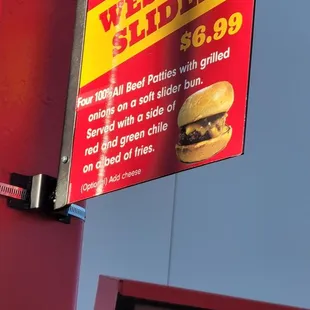 SLIDE
$6.99
Four 100% All Beef Patties with grilled
onions on a soft slider bun.
Served with a side of
red and green chile
on a bed of fries.
(Optional) Add cheese